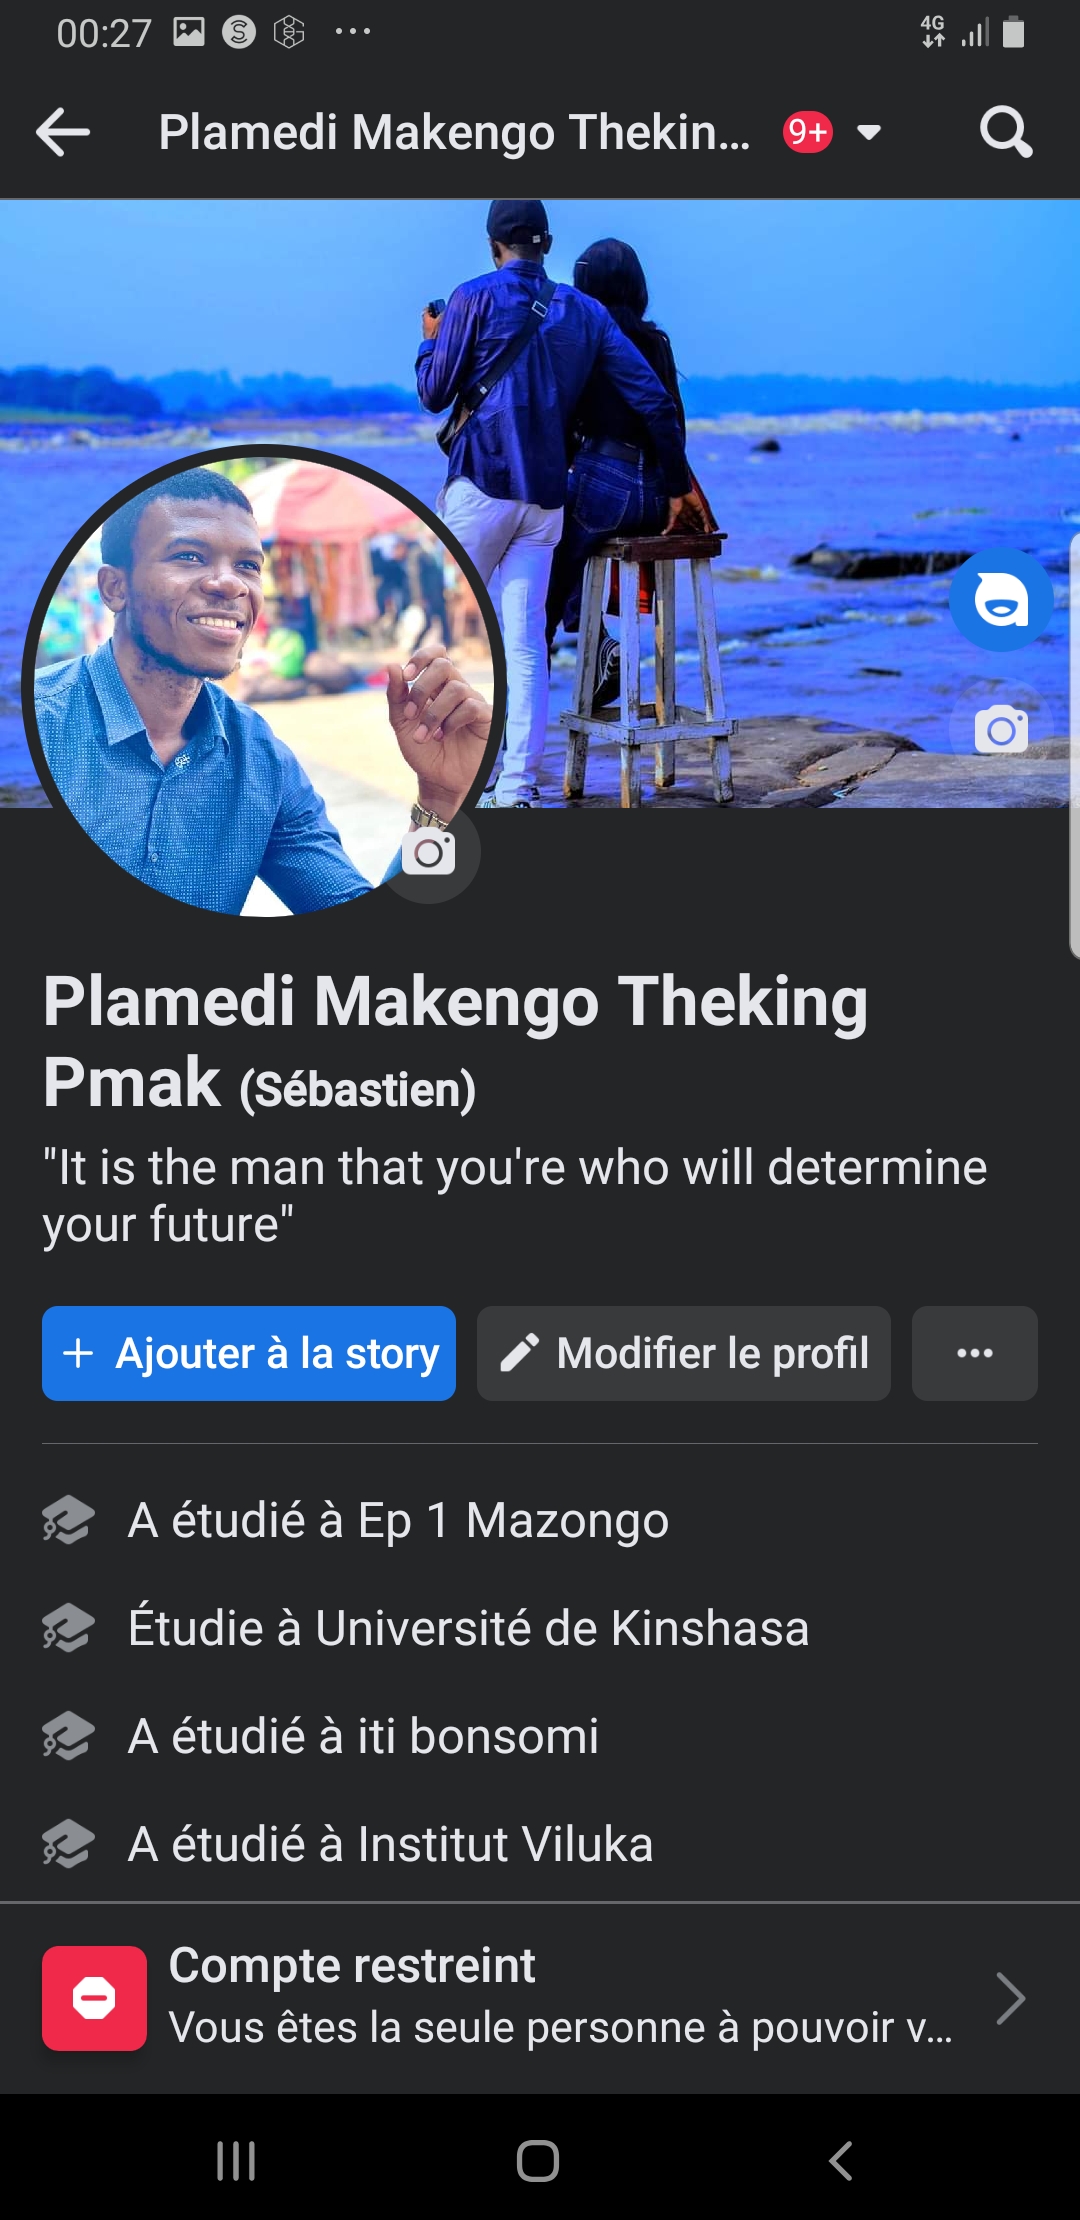 00:27
4G
Plamedi Makengo Thekin...
9+
Plamedi Makengo Theking
Pmak (Sébastien)
"It is the man that you're who will determine
your future"
+ Ajouter à la story
Modifier le profil
A étudié à Ep 1 Mazongo
Étudie à Université de Kinshasa
A étudié à iti bonsomi
A étudié à Institut Viluka
Compte restreint
Vous êtes la seule personne à pouvoir v...